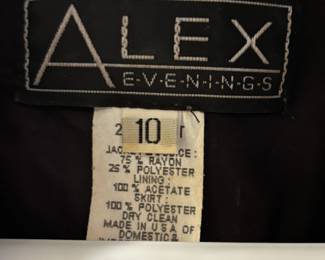 ALEX
E·V·E·N·I·N·G·S
10
75 % RAYON
25 % POLYESTER
LINING :
100 % ACETATE
SKIRT :
100 % POLYESTER
DRY CLEAN
MADE IN U.S.A OF
DOMESTIC &